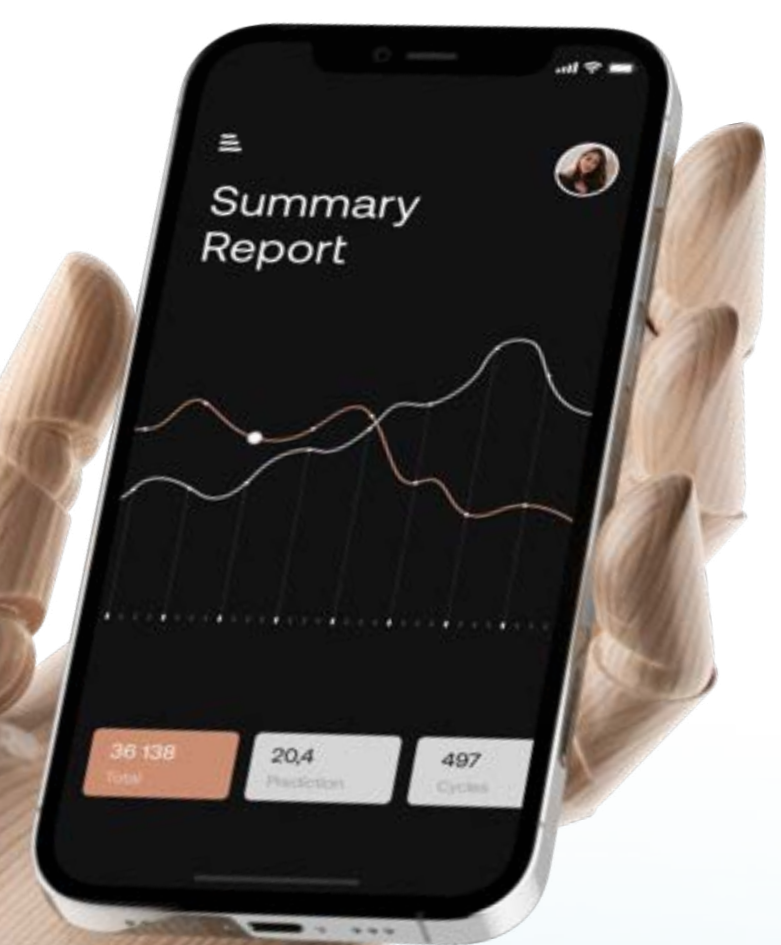 Summary
Report
36 138
Total
20,4
Prediction
497
Cycles